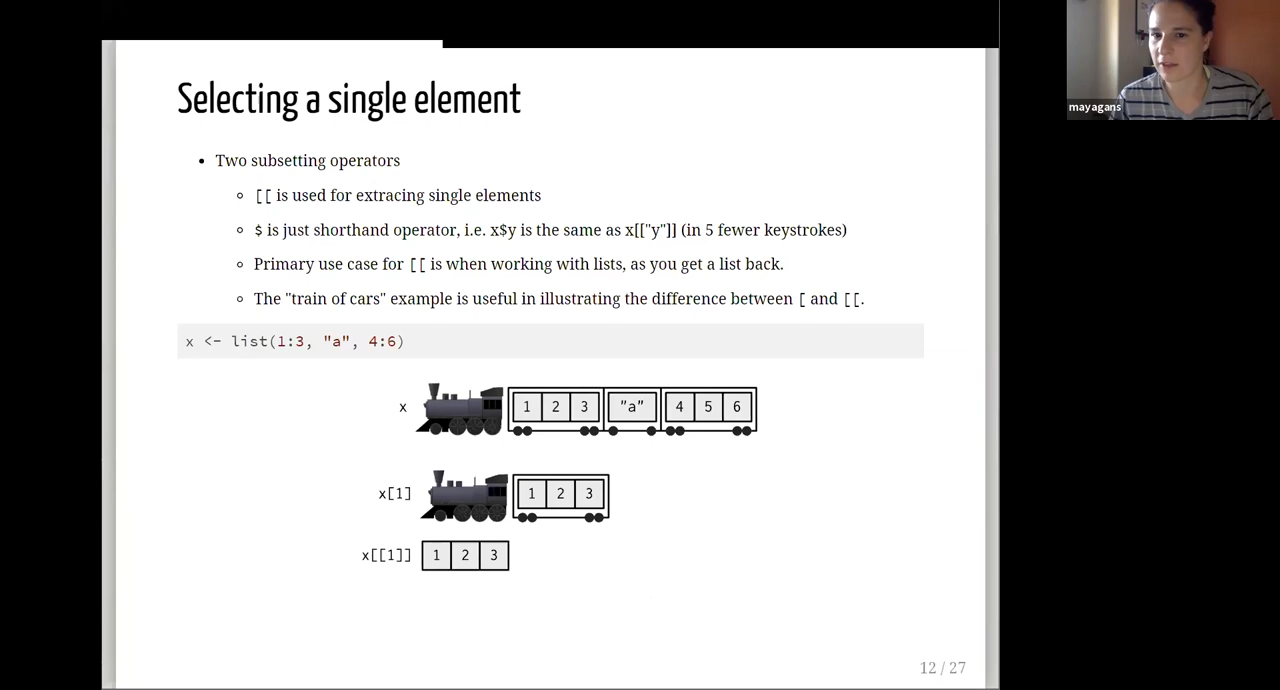 Selecting a single element
mayagans
• Two subsetting operators
[[ is used for extracing single elements
$ is just shorthand operator, i.e. x$y is the same as x[["y"]] (in 5 fewer keystrokes)
Primary use case for [[ is when working with lists, as you get a list back.
The "train of cars" example is useful in illustrating the difference between [ and [[.
x <- list(1:3, "a", 4:6)
x 1 2 3 "a" 4 5 6
x[1] 1 2 3
x[[1]] 1 2 3
12 / 27